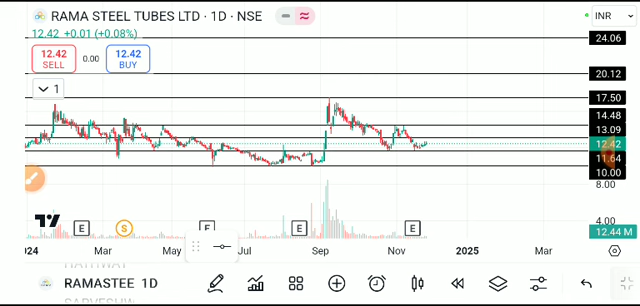 RAMA STEEL TUBES LTD · 1D · NSE
INR
12.42 +0.01 (+0.08%)
24.06
12.42
SELL
0.00
12.42
BUY
20.12
1
17.50
14.48
13.09
12.42
11.64
10.00
8.00
4.00
E
S
E
E
E
12.44 M
2024
Mar
May
Jul
Sep
Nov
2025
Mar
RAMASTEE 1D